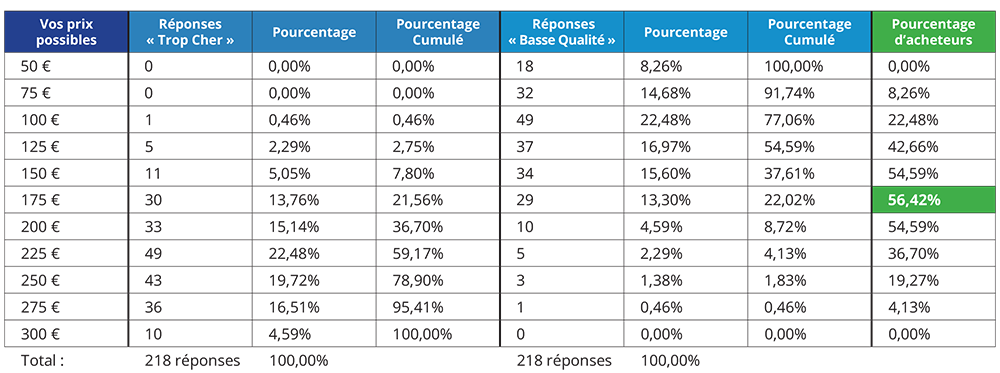 Vos prix possibles | Réponses « Trop Cher » | Pourcentage | Pourcentage Cumulé | Réponses « Basse Qualité » | Pourcentage | Pourcentage Cumulé | Pourcentage d’acheteurs
50 € | 0 | 0,00% | 0,00% | 18 | 8,26% | 100,00% | 0,00%
75 € | 0 | 0,00% | 0,00% | 32 | 14,68% | 91,74% | 8,26%
100 € | 1 | 0,46% | 0,46% | 49 | 22,48% | 77,06% | 22,48%
125 € | 5 | 2,29% | 2,75% | 37 | 16,97% | 54,59% | 42,66%
150 € | 11 | 5,05% | 7,80% | 34 | 15,60% | 37,61% | 54,59%
175 € | 30 | 13,76% | 21,56% | 29 | 13,30% | 22,02% | 56,42%
200 € | 33 | 15,14% | 36,70% | 10 | 4,59% | 8,72% | 54,59%
225 € | 49 | 22,48% | 59,17% | 5 | 2,29% | 4,13% | 36,70%
250 € | 43 | 19,72% | 78,90% | 3 | 1,38% | 1,83% | 19,27%
275 € | 36 | 16,51% | 95,41% | 1 | 0,46% | 0,46% | 4,13%
300 € | 10 | 4,59% | 100,00% | 0 | 0,00% | 0,00% | 0,00%
Total : | 218 réponses | 100,00% | 218 réponses | 100,00%